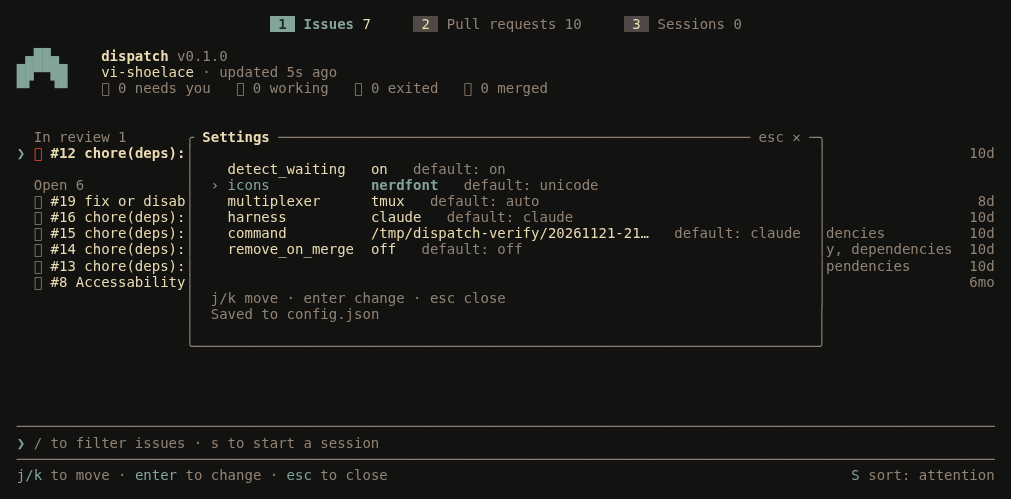 1 Issues 7 2 Pull requests 10 3 Sessions 0
dispatch v0.1.0
vi-shoelace · updated 5s ago
0 needs you 0 working 0 exited 0 merged
In review 1
Settings esc ×
❯ #12 chore(deps): 10d
detect_waiting on default: on
Open 6
› icons nerdfont default: unicode
#19 fix or disab multiplexer tmux default: auto 8d
#16 chore(deps): harness claude default: claude 10d
#15 chore(deps): command /tmp/dispatch-verify/20261121-21… default: claude dencies 10d
#14 chore(deps): remove_on_merge off default: off y, dependencies 10d
#13 chore(deps): pendencies 10d
#8 Accessability 6mo
j/k move · enter change · esc close
Saved to config.json
❯ / to filter issues · s to start a session
j/k to move · enter to change · esc to close S sort: attention